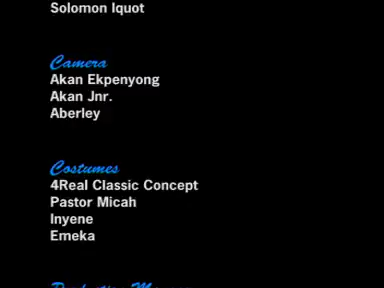 Solomon Iquot
Camera
Akan Ekpenyong
Akan Jnr.
Aberley
Costumes
4Real Classic Concept
Pastor Micah
Inyene
Emeka